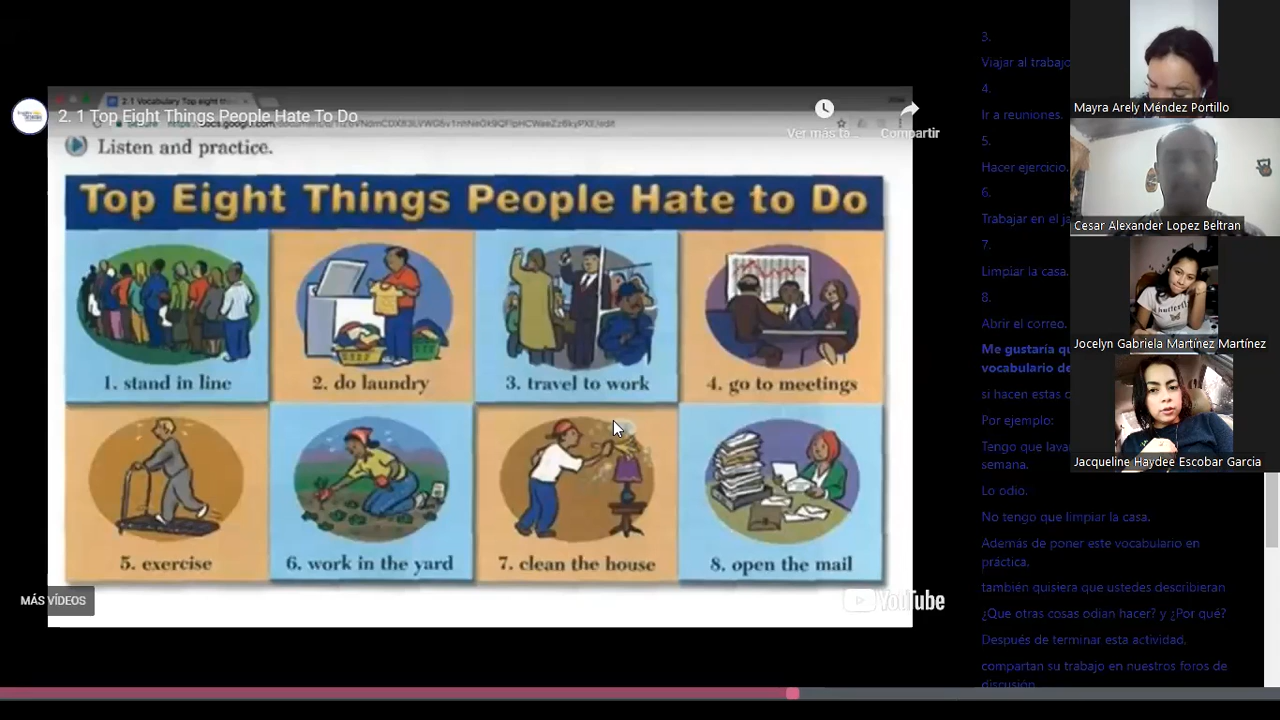 2.1 Vocabulary Top eight thin
2. 1 Top Eight Things People Hate To Do
Ver más ta...
Compartir
Listen and practice.
Top Eight Things People Hate to Do
1. stand in line
2. do laundry
3. travel to work
4. go to meetings
5. exercise
6. work in the yard
7. clean the house
8. open the mail
MÁS VÍDEOS
YouTube
3.
Viajar al trabajo
4.
Ir a reuniones.
5.
Hacer ejercicio.
6.
Trabajar en el ja
7.
Limpiar la casa.
8.
Abrir el correo.
Me gustaría qu
vocabulario de
si hacen estas c
Por ejemplo:
Tengo que lava
semana.
Lo odio.
No tengo que limpiar la casa.
Además de poner este vocabulario en
práctica,
también quisiera que ustedes describieran
¿Que otras cosas odian hacer? y ¿Por qué?
Después de terminar esta actividad,
compartan su trabajo en nuestros foros de
discusión
Mayra Arely Méndez Portillo
Cesar Alexander Lopez Beltran
Jocelyn Gabriela Martínez Martínez
Jacqueline Haydee Escobar Garcia